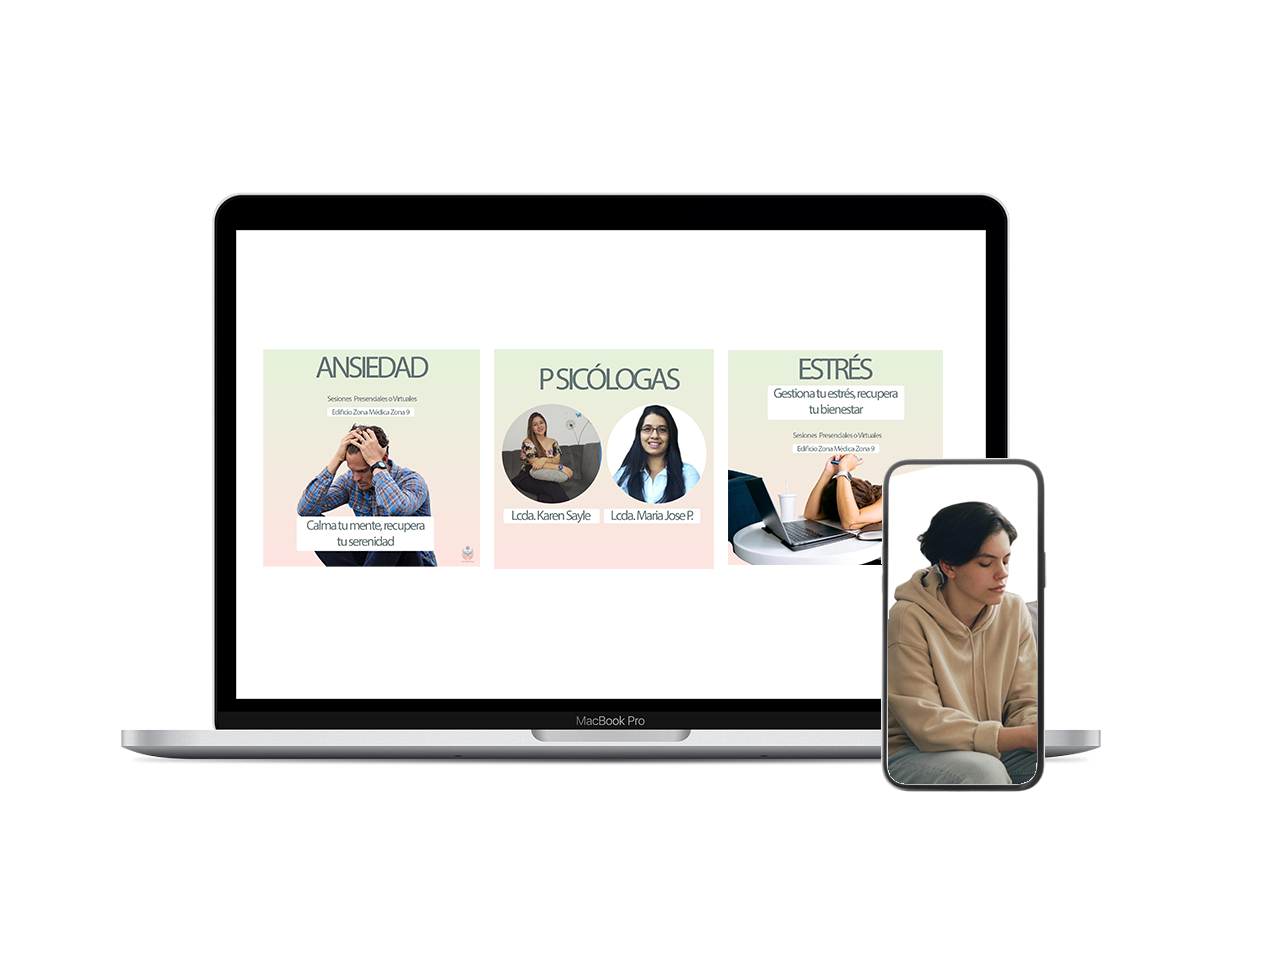 ANSIEDAD
Sesiones Presenciales o Virtuales
Edificio Zona Médica Zona 9
Calma tu mente, recupera
tu serenidad
PSICÓLOGAS
Lcda. Karen Sayle
Lcda. Maria Jose P.
ESTRÉS
Gestiona tu estrés, recupera
tu bienestar
Sesiones Presenciales o Virtuales
Edificio Zona Médica Zona 9
MacBook Pro